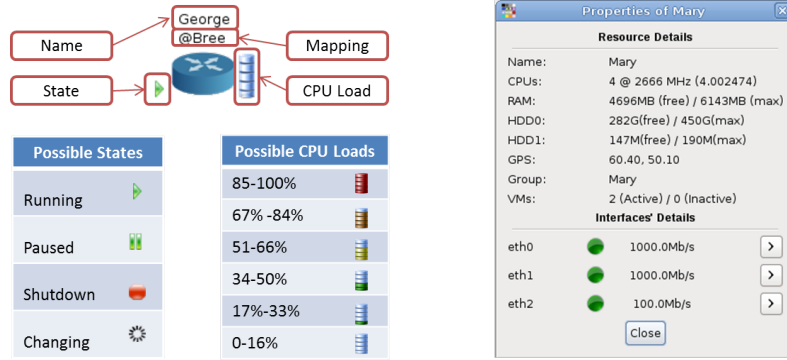 George
@Bree
Name
Mapping
State
CPU Load
Possible States
Running
Paused
Shutdown
Changing
Possible CPU Loads
85-100%
67% -84%
51-66%
34-50%
17%-33%
0-16%
Properties of Mary
Resource Details
Name: Mary
CPUs: 4 @ 2666 MHz (4.002474)
RAM: 4696MB (free) / 6143MB (max)
HDD0: 282G(free) / 450G(max)
HDD1: 147M(free) / 190M(max)
GPS: 60.40, 50.10
Group: Mary
VMs: 2 (Active) / 0 (Inactive)
Interfaces' Details
eth0 1000.0Mb/s >
eth1 1000.0Mb/s >
eth2 100.0Mb/s >
Close